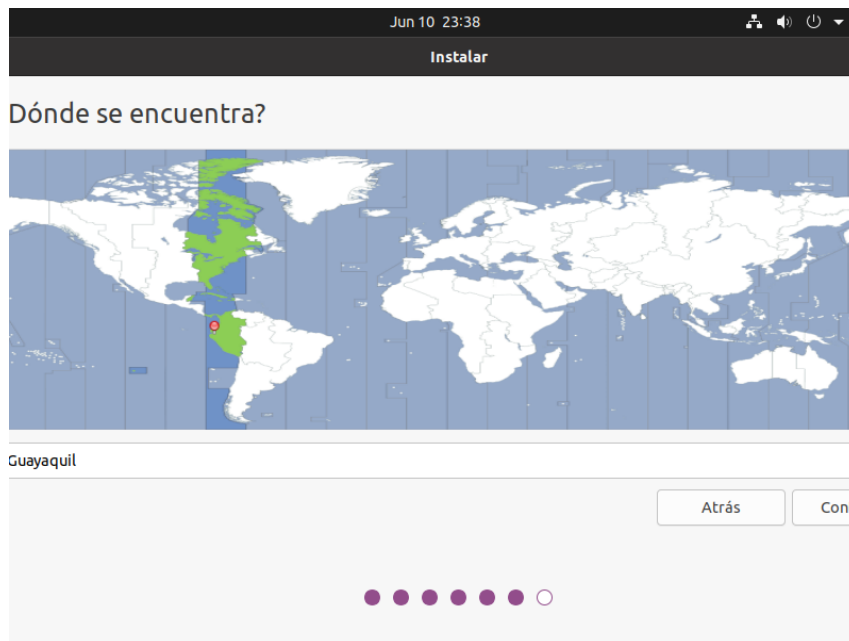 Jun 10 23:38
Instalar
Dónde se encuentra?
Guayaquil
Atrás
Con